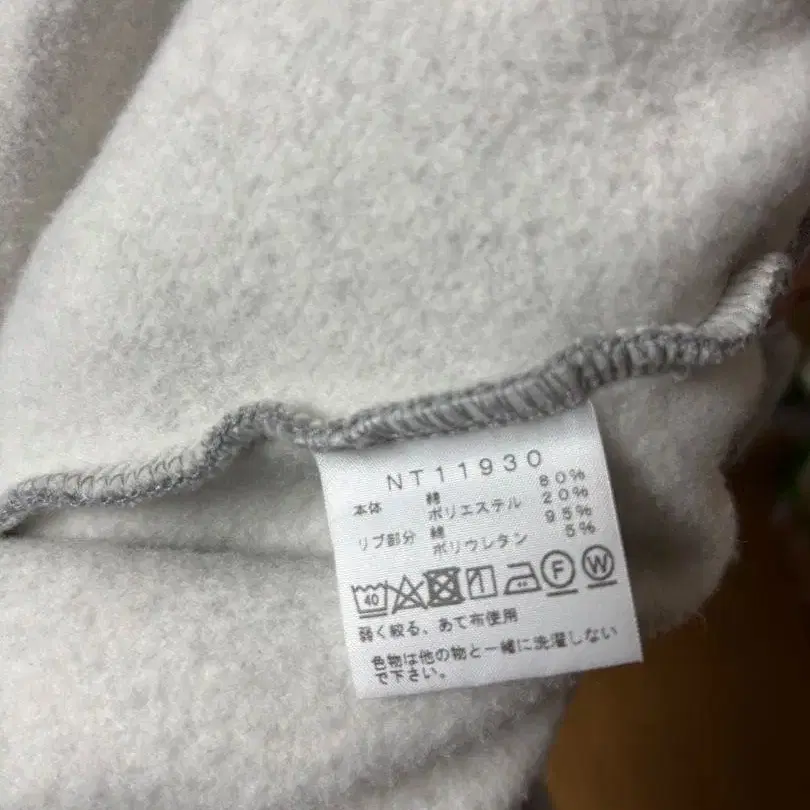 NT11930
本体 綿 80%
ポリエステル 20%
リブ部分 綿 95%
ポリウレタン 5%
40 F W
弱く絞る、あて布使用
色物は他の物と一緒に洗濯しない
で下さい。